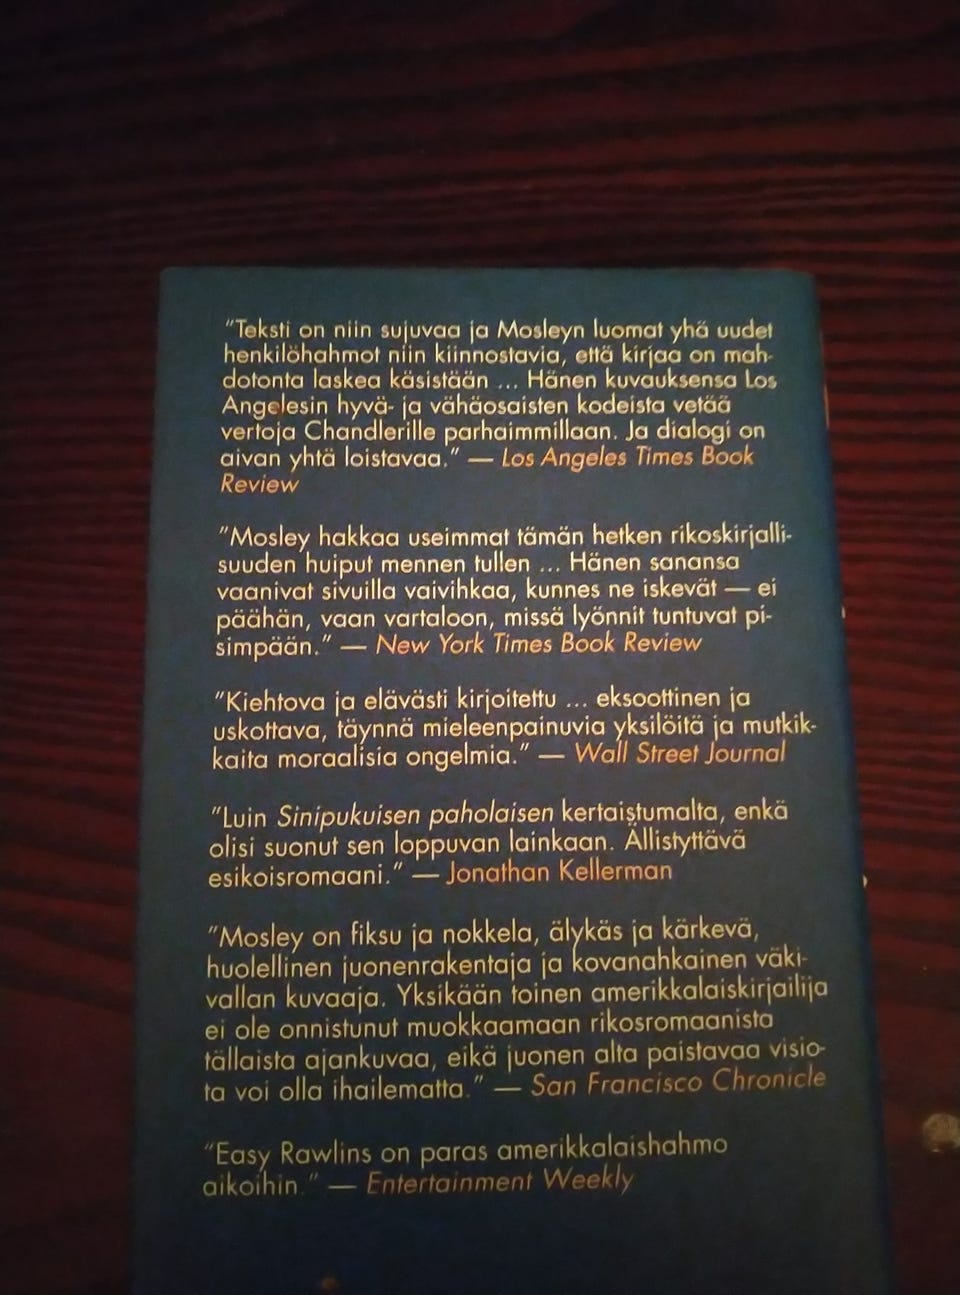 "Teksti on niin sujuvaa ja Mosleyn luomat yhä uudet
henkilöhahmot niin kiinnostavia, että kirjaa on mah-
dotonta laskea käsistään ... Hänen kuvauksensa Los
Angelesin hyvä- ja vähäosaisten kodeista vetää
vertoja Chandlerille parhaimmillaan. Ja dialogi on
aivan yhtä loistavaa." — Los Angeles Times Book
Review
"Mosley hakkaa useimmat tämän hetken rikoskirjalli-
suuden huiput mennen tullen ... Hänen sanansa
vaanivat sivuilla vaivihkaa, kunnes ne iskevät — ei
päähän, vaan vartaloon, missä lyönnit tuntuvat pi-
simpään." — New York Times Book Review
"Kiehtova ja elävästi kirjoitettu ... eksoottinen ja
uskottava, täynnä mieleenpainuvia yksilöitä ja mutkik-
kaita moraalisia ongelmia." — Wall Street Journal
"Luin Sinipukuisen paholaisen kertaistumalta, enkä
olisi suonut sen loppuvan lainkaan. Ällistyttävä
esikoisromaani." — Jonathan Kellerman
"Mosley on fiksu ja nokkela, älykäs ja kärkevä,
huolellinen juonenrakentaja ja kovanahkainen väki-
vallan kuvaaja. Yksikään toinen amerikkalaiskirjailija
ei ole onnistunut muokkaamaan rikosromaanista
tällaista ajankuvaa, eikä juonen alta paistavaa visio-
ta voi olla ihailematta." — San Francisco Chronicle
"Easy Rawlins on paras amerikkalaishahmo
aikoihin." — Entertainment Weekly